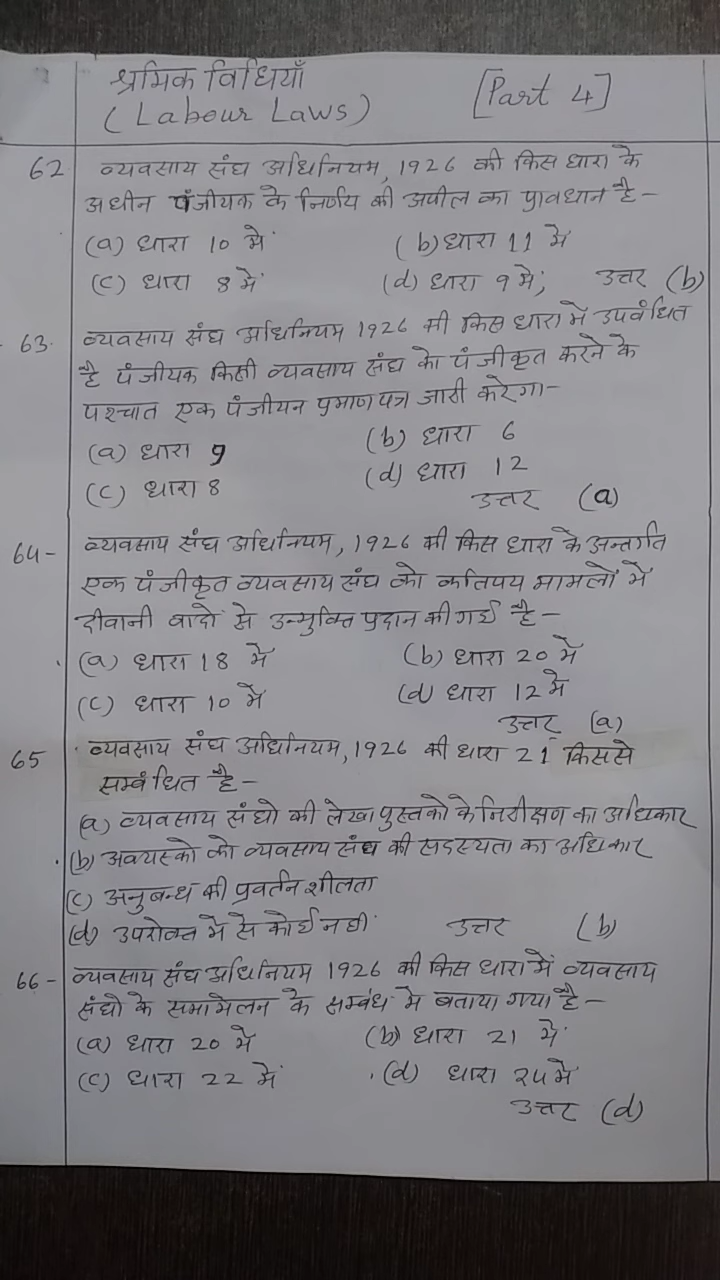 श्रमिक विधियाँ [Part 4]
(Labour Laws)
62 व्यवसाय संघ अधिनियम, 1926 की किस धारा के
अधीन पंजीयक के निर्णय की अपील का प्रावधान है -
(a) धारा 10 में (b) धारा 11 में
(c) धारा 8 में (d) धारा 9 में; उत्तर (b)
63. व्यवसाय संघ अधिनियम 1926 की किस धारा में उपबंधित
है पंजीयक किसी व्यवसाय संघ को पंजीकृत करने के
पश्चात एक पंजीयन प्रमाण पत्र जारी करेगा -
(a) धारा 9 (b) धारा 6
(c) धारा 8 (d) धारा 12
उत्तर (a)
64 - व्यवसाय संघ अधिनियम, 1926 की किस धारा के अन्तर्गत
एक पंजीकृत व्यवसाय संघ को कतिपय मामलों में
दीवानी वादो से उन्मुक्ति प्रदान की गई है -
(a) धारा 18 में (b) धारा 20 में
(c) धारा 10 में (d) धारा 12 में
उत्तर (a)
65 व्यवसाय संघ अधिनियम, 1926 की धारा 21 किससे
सम्बंधित है -
(a) व्यवसाय संघो की लेखा पुस्तको के निरीक्षण का अधिकार
(b) अवयस्को को व्यवसाय संघ की सदस्यता का अधिकार
(c) अनुबन्ध की प्रवर्तन शीलता
(d) उपरोक्त में से कोई नही उत्तर (b)
66 - व्यवसाय संघ अधिनियम 1926 की किस धारा में व्यवसाय
संघो के समामेलन के सम्बंध मे बताया गया है -
(a) धारा 20 में (b) धारा 21 में
(c) धारा 22 में (d) धारा 24 में
उत्तर (d)